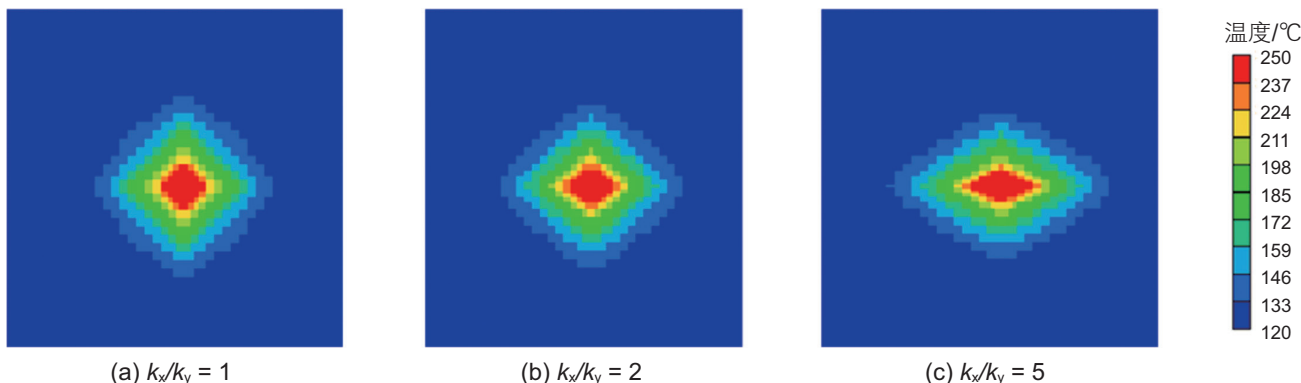 温度/℃
250
237
224
211
198
185
172
159
146
133
120
(a) kx/ky = 1
(b) kx/ky = 2
(c) kx/ky = 5